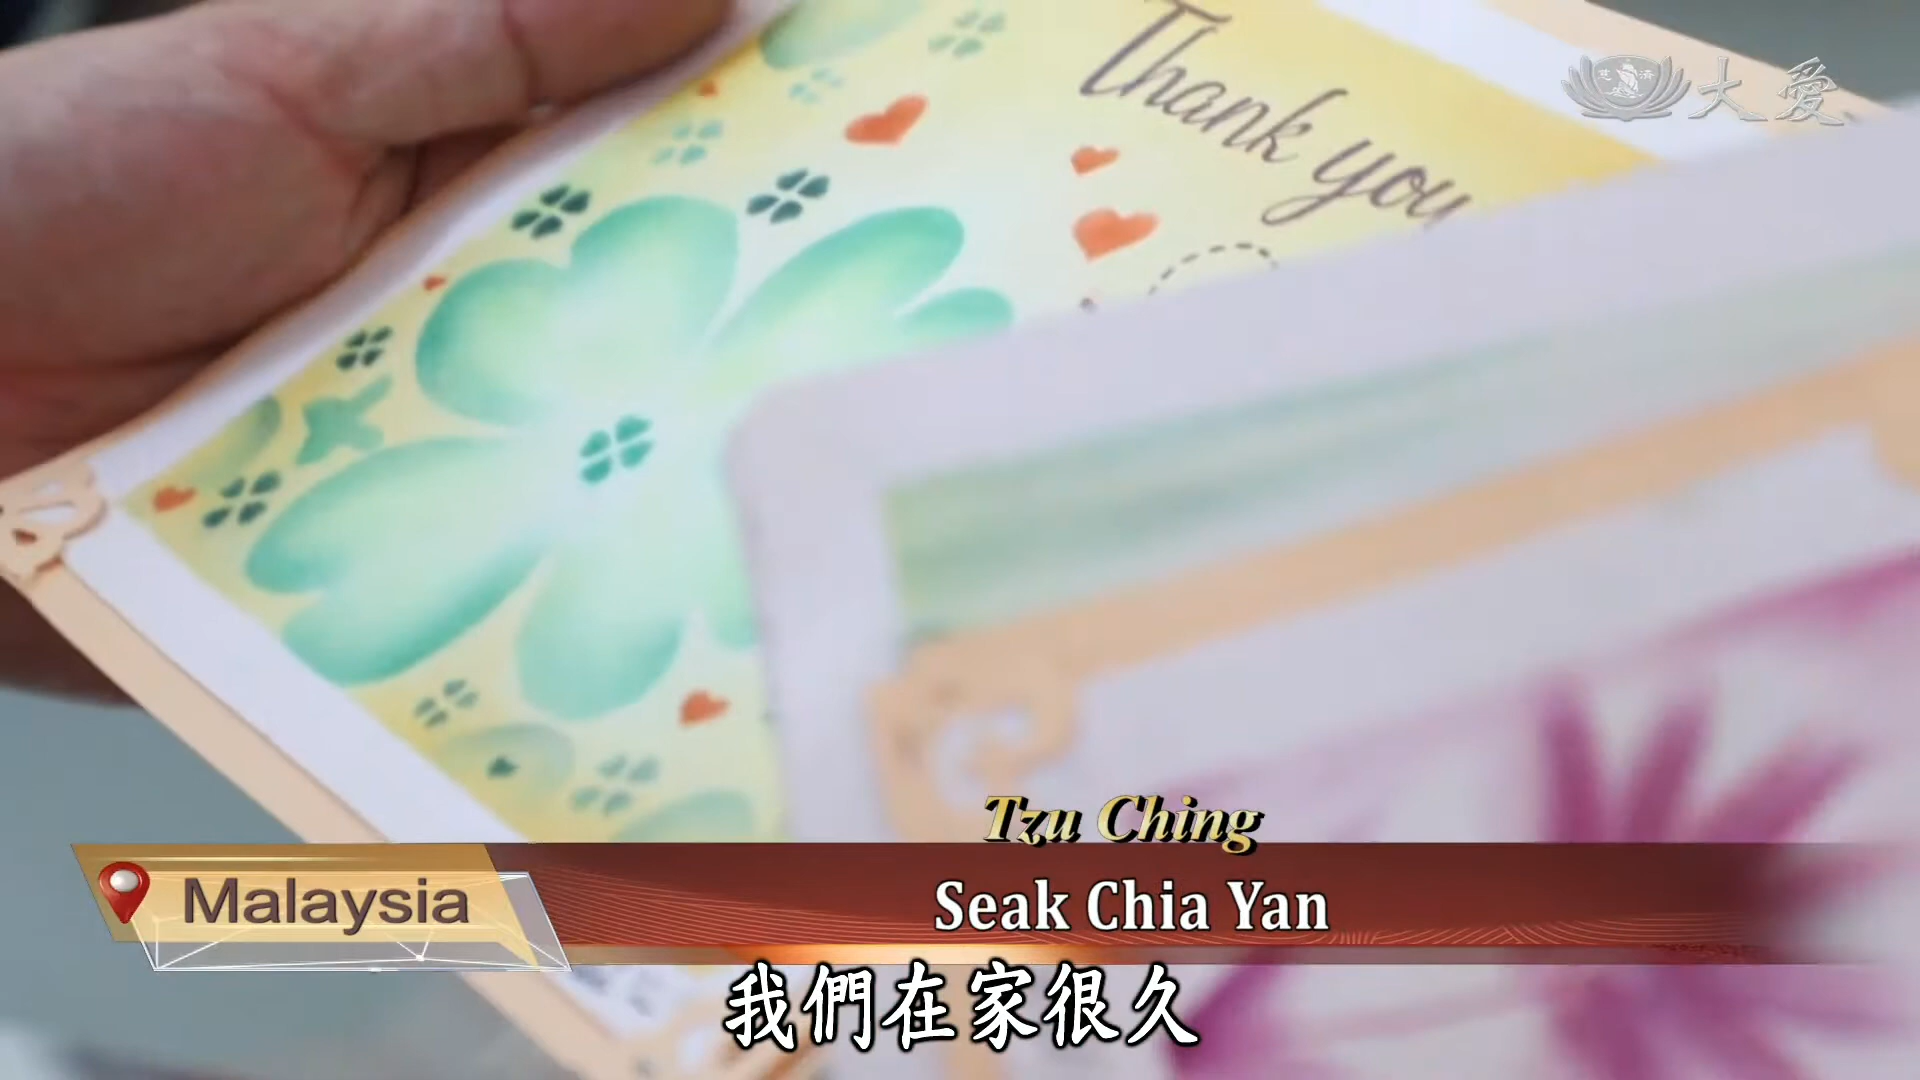 Thank you
大愛
Tzu Ching
Malaysia
Seak Chia Yan
我們在家很久